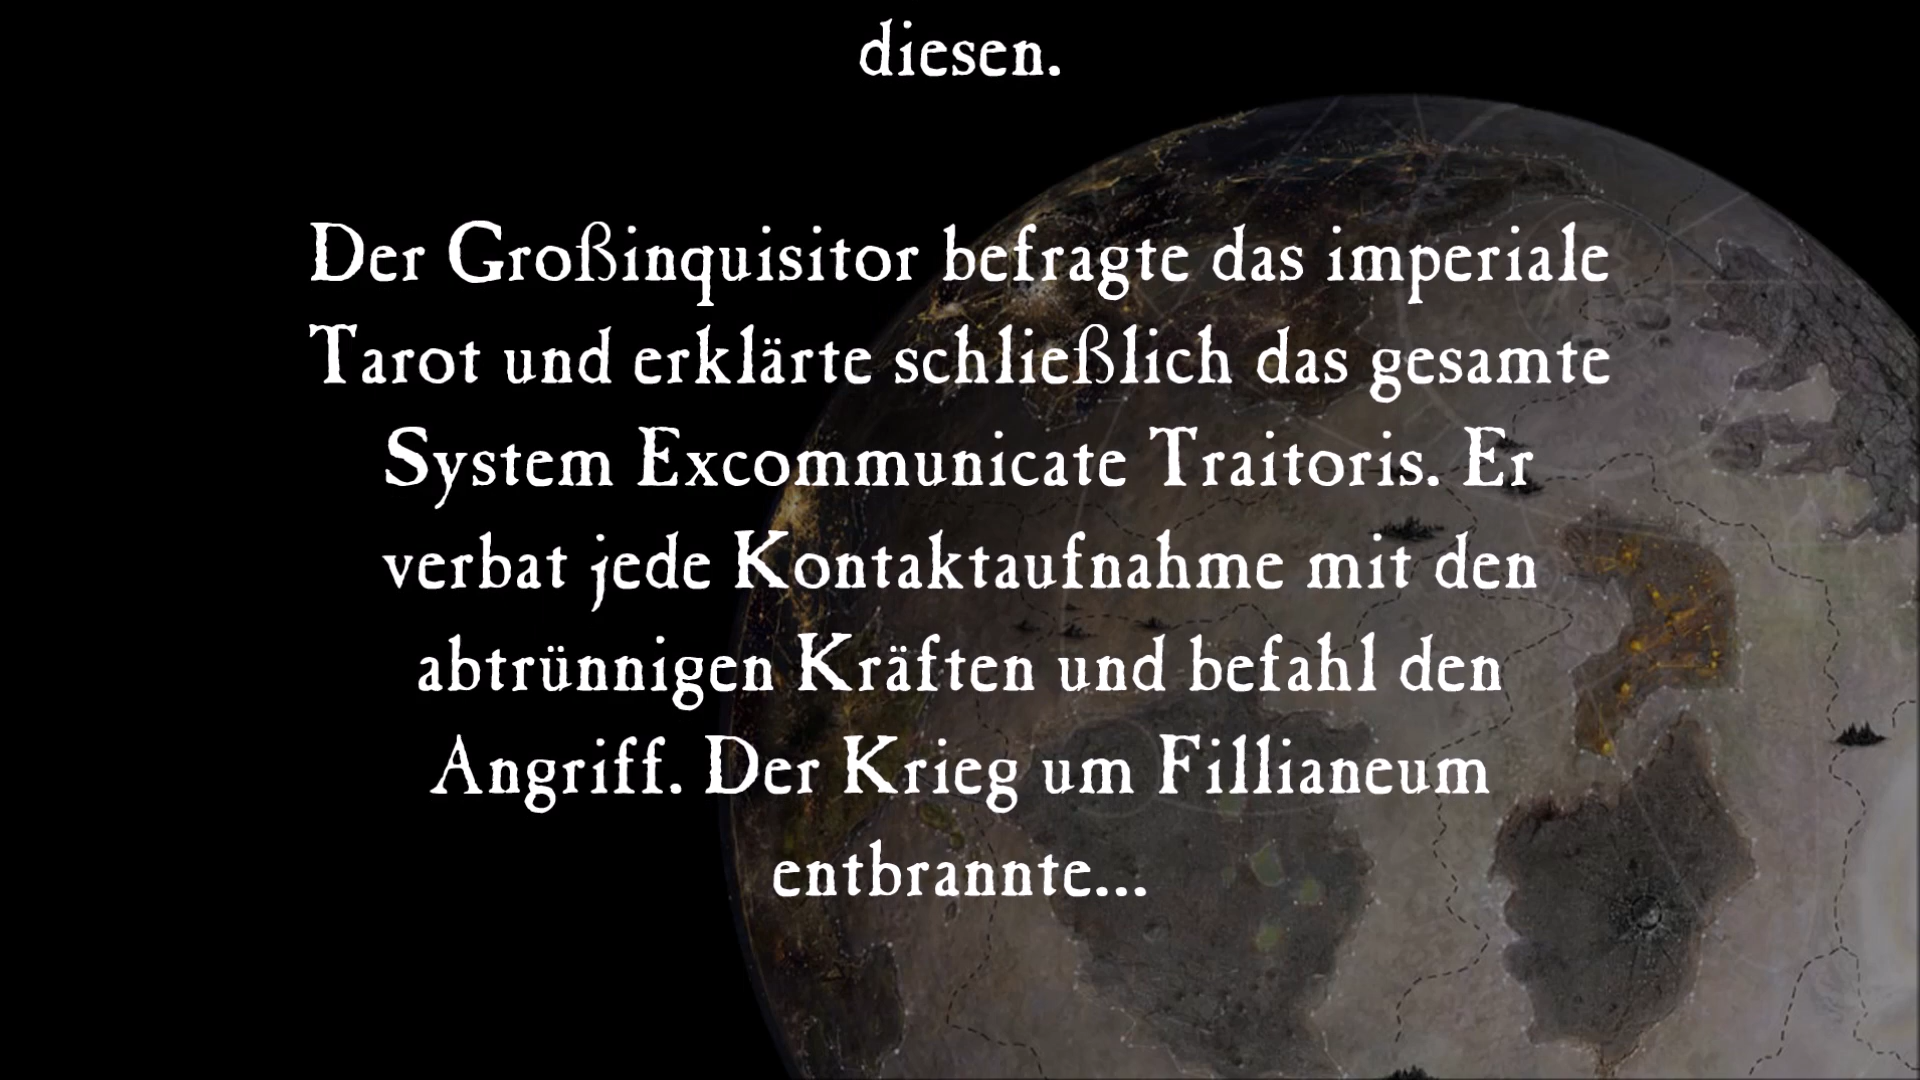 diesen.
Der Großinquisitor befragte das imperiale
Tarot und erklärte schließlich das gesamte
System Excommunicate Traitoris. Er
verbat jede Kontaktaufnahme mit den
abtrünnigen Kräften und befahl den
Angriff. Der Krieg um Fillianeum
entbrannte...